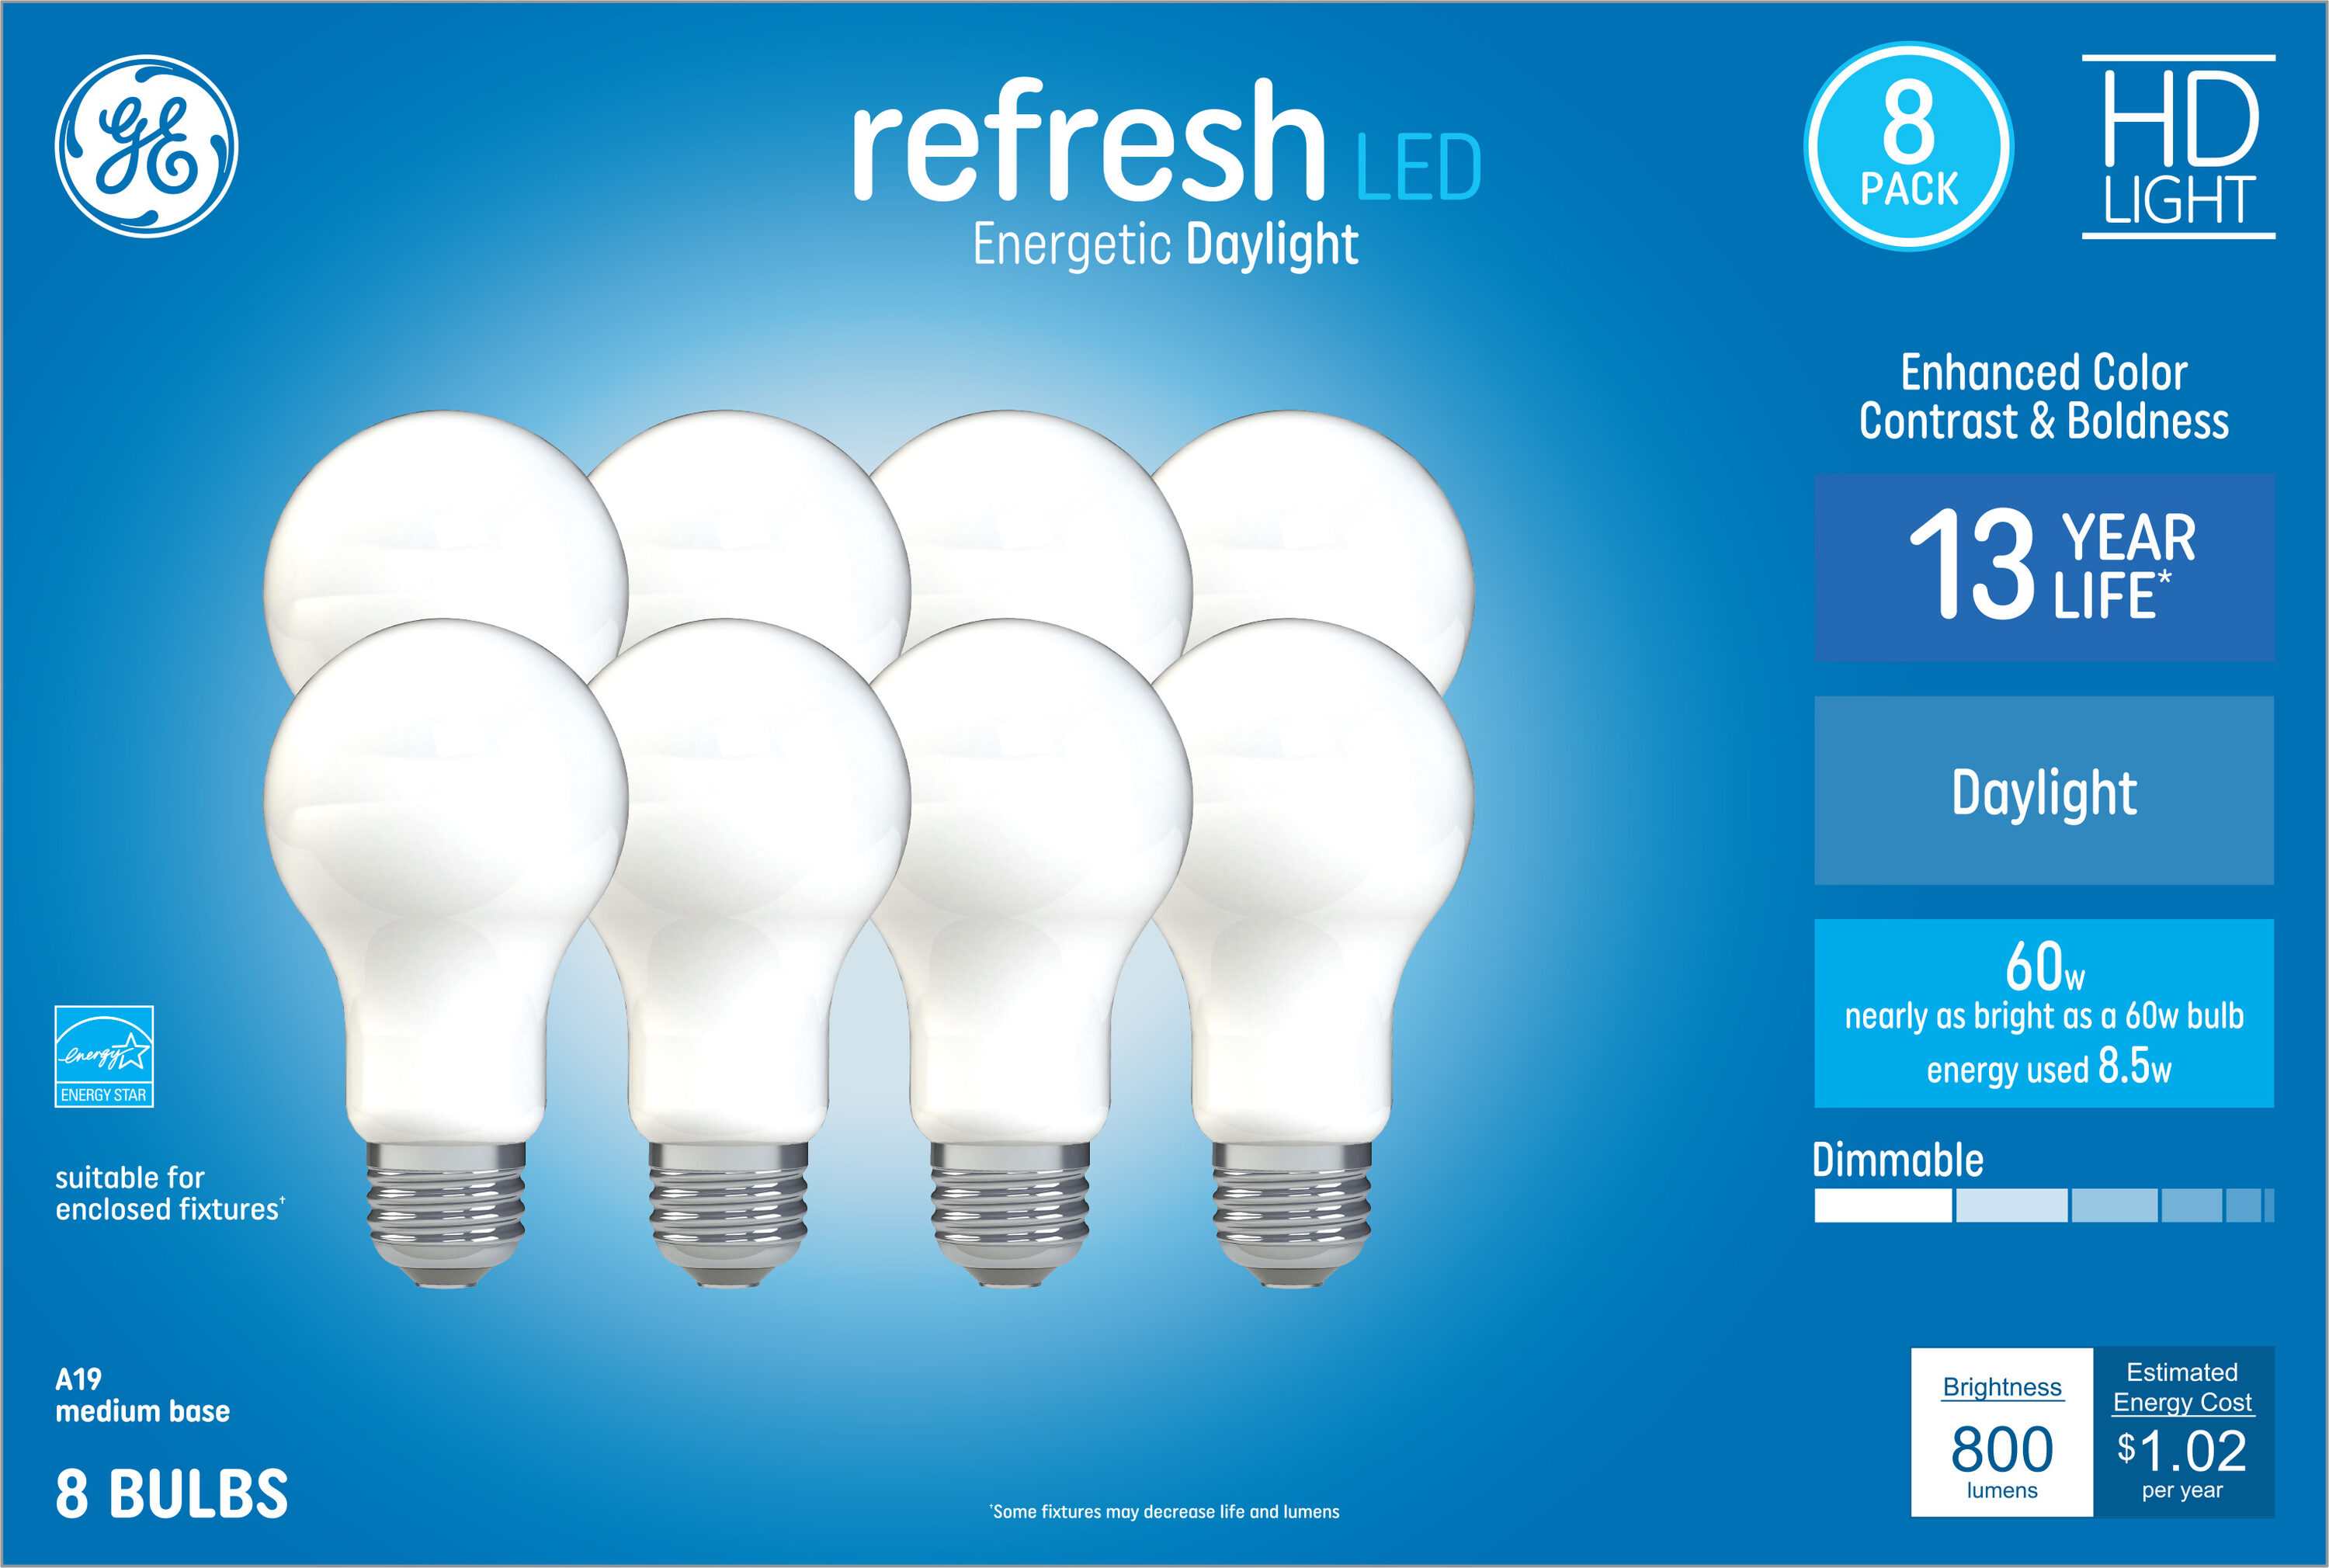 GE
refresh LED
Energetic Daylight
8
PACK
HD
LIGHT
Enhanced Color
Contrast & Boldness
13 YEAR
LIFE*
Daylight
60w
nearly as bright as a 60w bulb
energy used 8.5w
Dimmable
energy
ENERGY STAR
suitable for
enclosed fixtures†
A19
medium base
8 BULBS
†Some fixtures may decrease life and lumens
Brightness
800
lumens
Estimated
Energy Cost
$1.02
per year